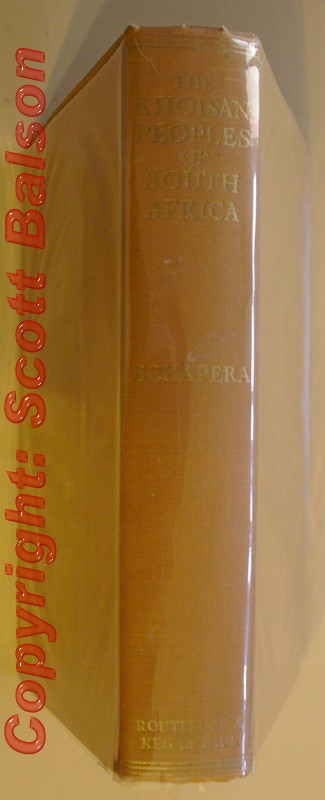 THE
KHOISAN
PEOPLES
OF
SOUTH
AFRICA
SCHAPERA
ROUTLEDGE &
KEGAN PAUL
Copyright: Scott Balson